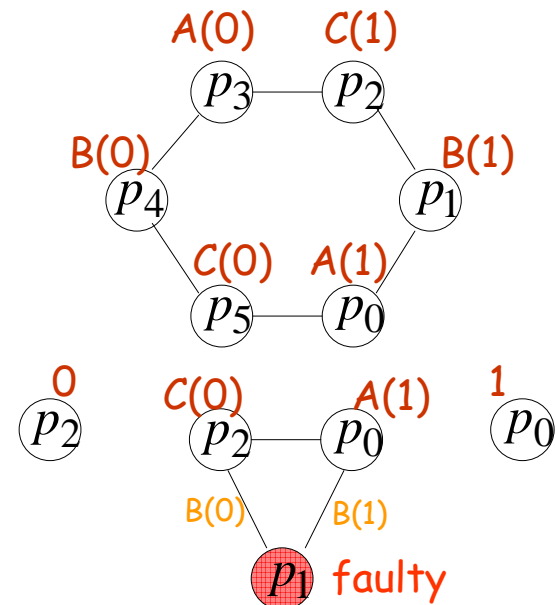 A(0) C(1)
p3 p2
B(0) B(1)
p4 p1
C(0) A(1)
p5 p0
0 C(0) A(1) 1
p2 p2 p0 p0
B(0) B(1)
p1 faulty